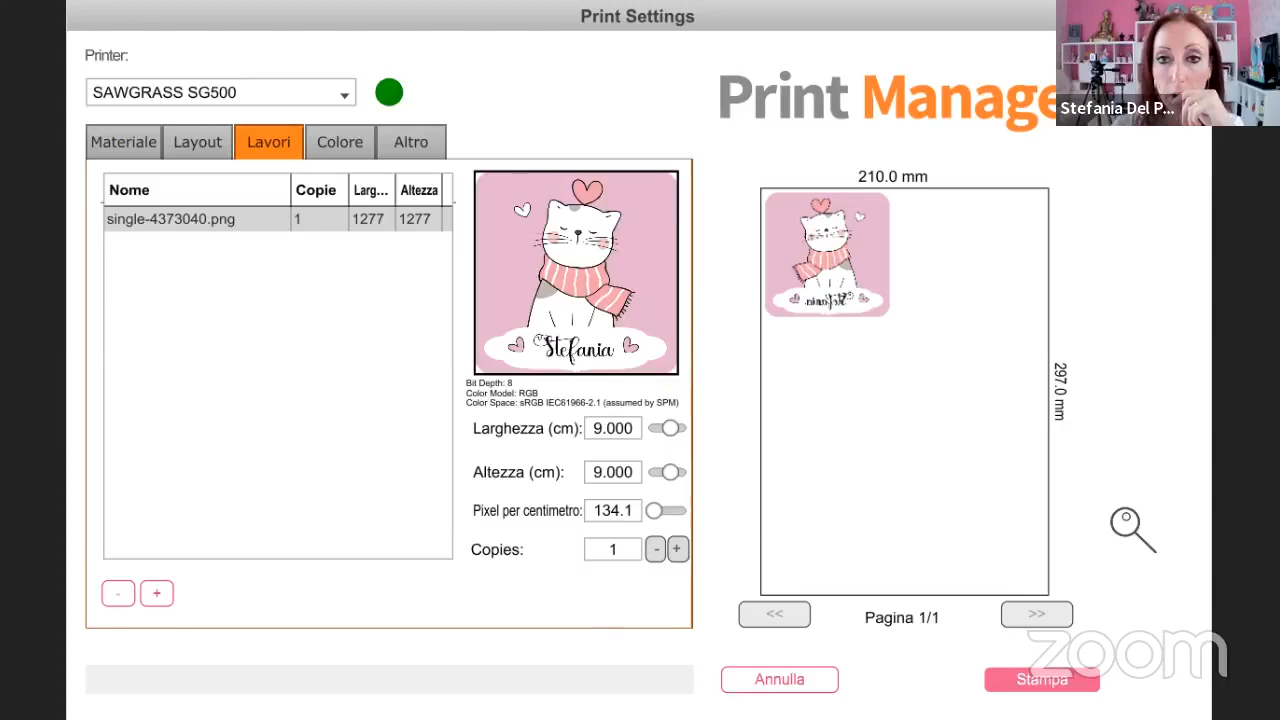 Print Settings
Printer:
SAWGRASS SG500
Print Manage
Stefania Del P...
Materiale Layout Lavori Colore Altro
Nome Copie Larg... Altezza
single-4373040.png 1 1277 1277
Stefania
Bit Depth: 8
Color Model: RGB
Color Space: sRGB IEC61966-2.1 (assumed by SPM)
Larghezza (cm): 9.000
Altezza (cm): 9.000
Pixel per centimetro: 134.1
Copies: 1 - +
- +
210.0 mm
Stefania
297.0 mm
<< Pagina 1/1 >>
Annulla Stampa
zoom